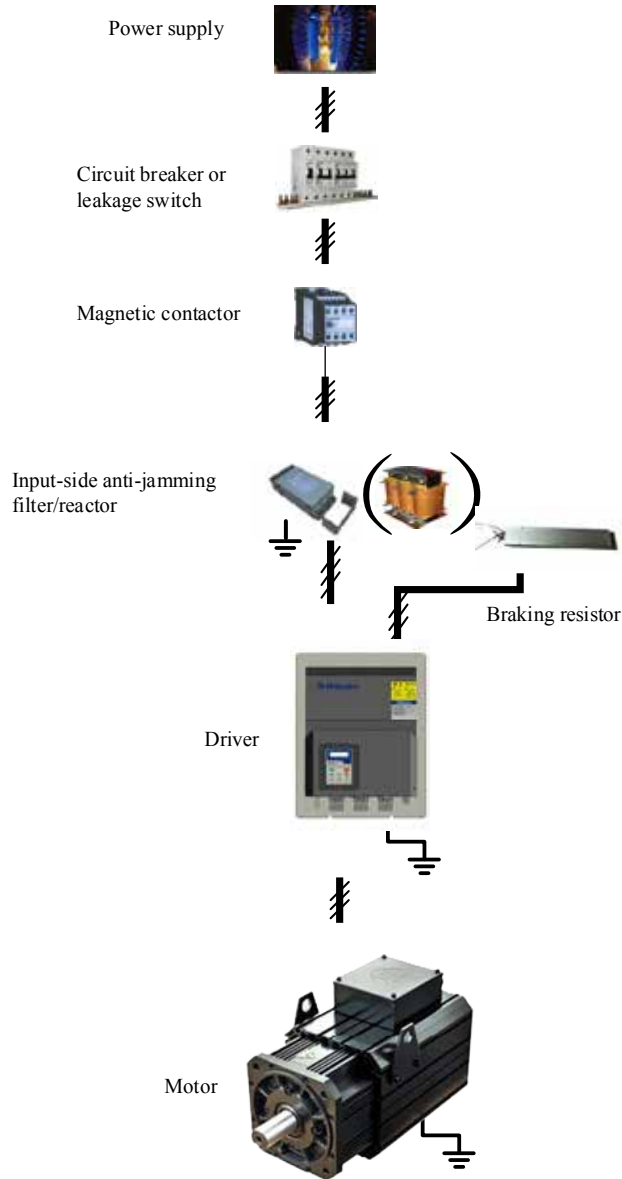 Power supply
Circuit breaker or
leakage switch
Magnetic contactor
Input-side anti-jamming
filter/reactor
Braking resistor
Driver
Motor